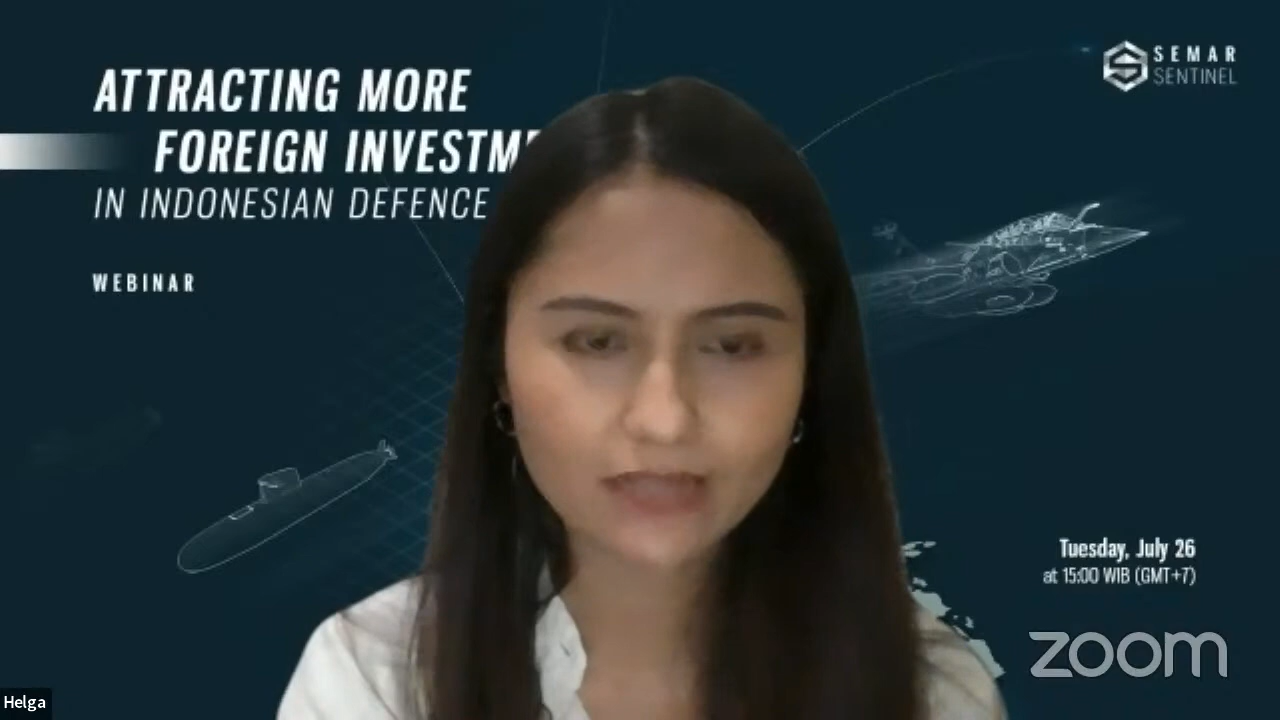 ATTRACTING MORE
FOREIGN INVESTM
IN INDONESIAN DEFENCE
WEBINAR
SEMAR
SENTINEL
Tuesday, July 26
at 15:00 WIB (GMT+7)
zoom
Helga